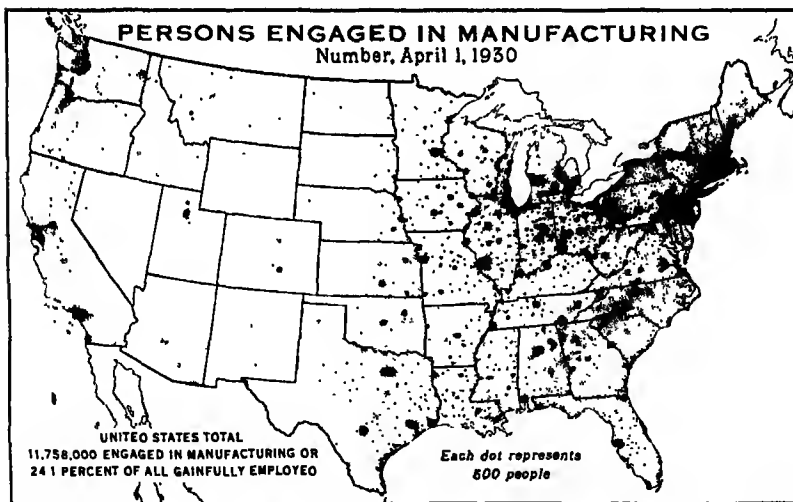 PERSONS ENGAGED IN MANUFACTURING
Number, April 1, 1930
UNITED STATES TOTAL
11,758,000 ENGAGED IN MANUFACTURING OR
24 1 PERCENT OF ALL GAINFULLY EMPLOYED
Each dot represents
500 people